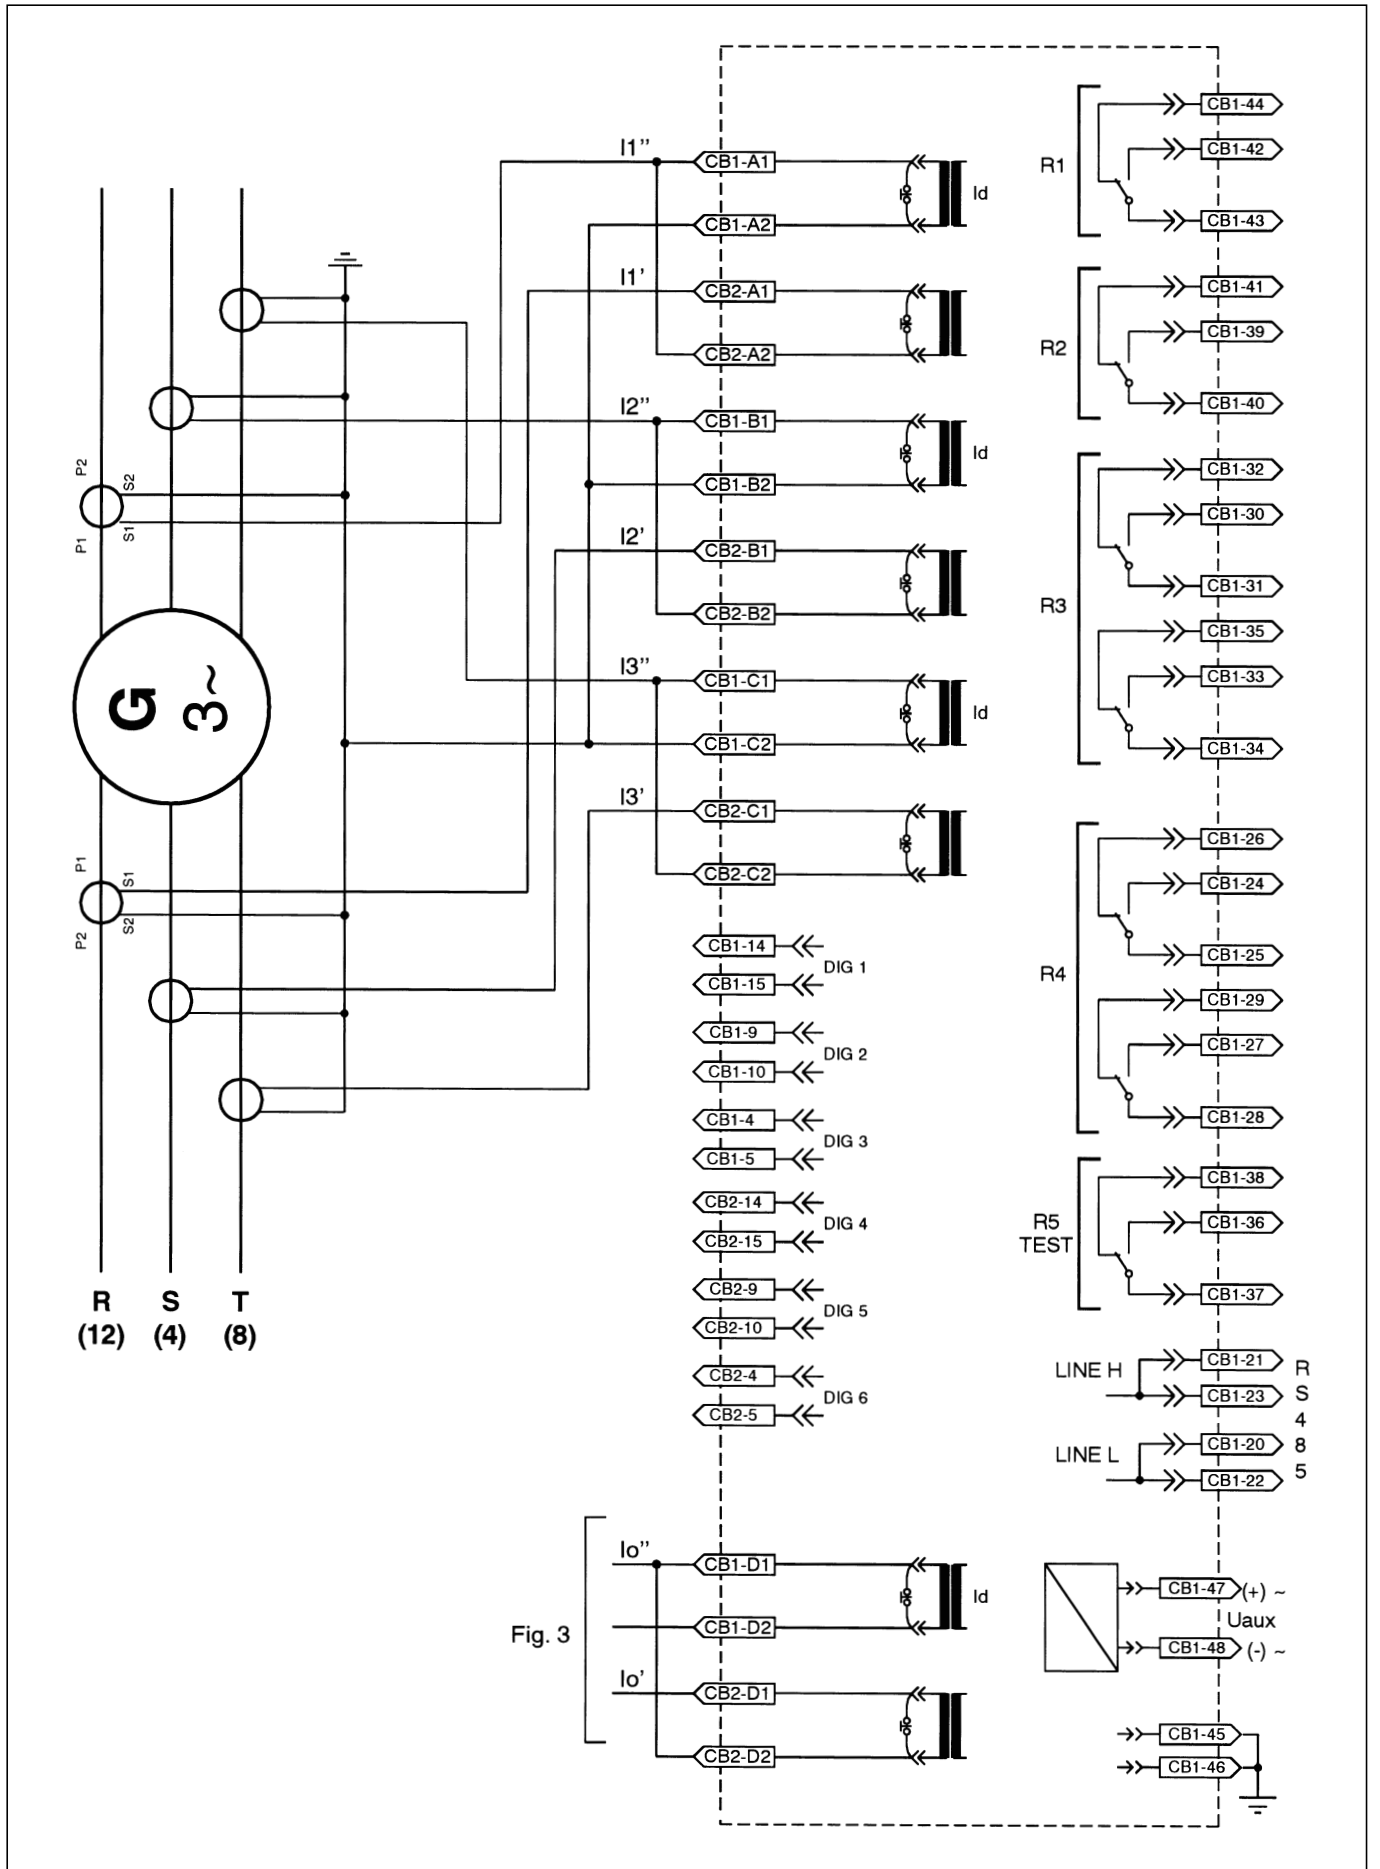 CB1-44
I1''
CB1-A1
CB1-42
R1
Id
CB1-A2
CB1-43
I1'
CB2-A1
CB1-41
CB1-39
R2
CB2-A2
CB1-40
I2''
CB1-B1
Id
P2
S2
CB1-32
CB1-B2
CB1-30
P1
S1
I2'
CB2-B1
CB1-31
R3
CB2-B2
CB1-35
I3''
CB1-C1
CB1-33
G
3~
Id
CB1-C2
CB1-34
I3'
CB2-C1
CB1-26
P1
S1
CB2-C2
CB1-24
P2
S2
CB1-14
DIG 1
CB1-15
CB1-25
R4
CB1-29
CB1-9
DIG 2
CB1-10
CB1-27
CB1-4
DIG 3
CB1-5
CB1-28
CB1-38
CB2-14
DIG 4
CB2-15
R5
TEST
CB1-36
CB2-9
DIG 5
CB2-10
CB1-37
R S T
(12) (4) (8)
CB2-4
DIG 6
CB2-5
LINE H
CB1-21
CB1-23
LINE L
CB1-20
CB1-22
R
S
4
8
5
Io''
CB1-D1
Id
CB1-D2
Fig. 3
Io'
CB2-D1
CB2-D2
CB1-47 (+) ~
Uaux
CB1-48 (-) ~
CB1-45
CB1-46